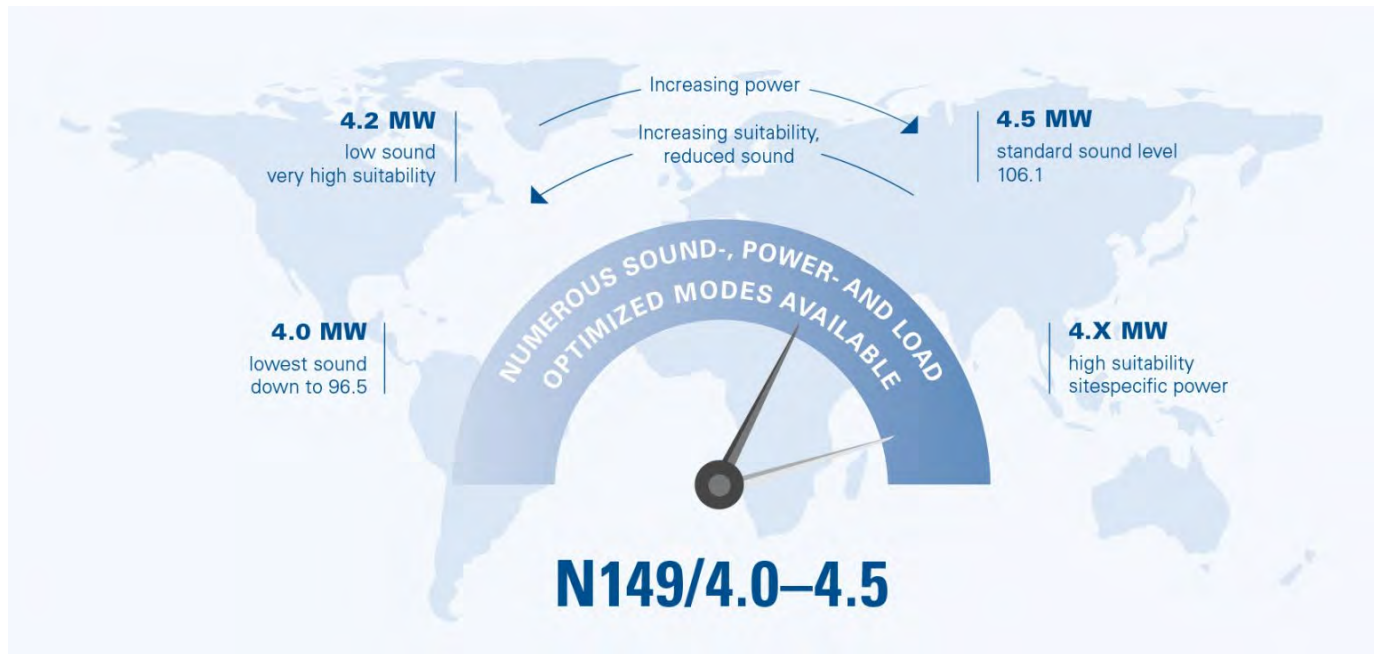 Increasing power
Increasing suitability,
reduced sound
4.2 MW
low sound
very high suitability
4.5 MW
standard sound level
106.1
NUMEROUS SOUND-, POWER- AND LOAD
OPTIMIZED MODES AVAILABLE
4.0 MW
lowest sound
down to 96.5
4.X MW
high suitability
sitespecific power
N149/4.0–4.5